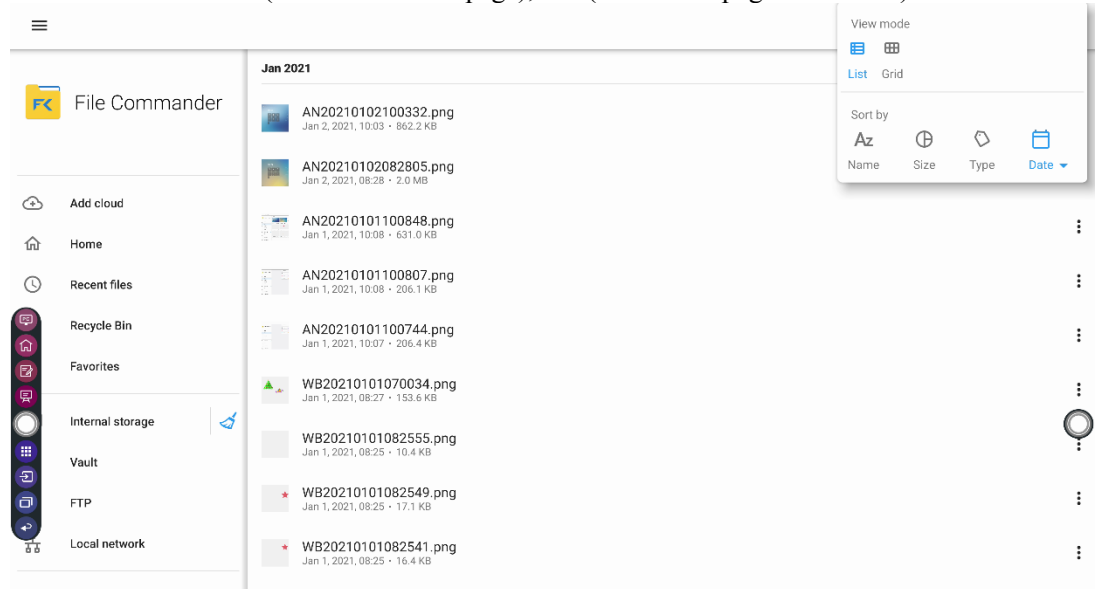 View mode
List Grid
Sort by
Az
Name Size Type Date
FK File Commander
Add cloud
Home
Recent files
Recycle Bin
Favorites
Internal storage
Vault
FTP
Local network
Jan 2021
AN20210102100332.png
Jan 2, 2021, 10:03 • 862.2 KB
AN20210102082805.png
Jan 2, 2021, 08:28 • 2.0 MB
AN20210101100848.png
Jan 1, 2021, 10:08 • 631.0 KB
AN20210101100807.png
Jan 1, 2021, 10:08 • 206.1 KB
AN20210101100744.png
Jan 1, 2021, 10:07 • 206.4 KB
WB20210101070034.png
Jan 1, 2021, 08:27 • 153.6 KB
WB20210101082555.png
Jan 1, 2021, 08:25 • 10.4 KB
WB20210101082549.png
Jan 1, 2021, 08:25 • 17.1 KB
WB20210101082541.png
Jan 1, 2021, 08:25 • 16.4 KB